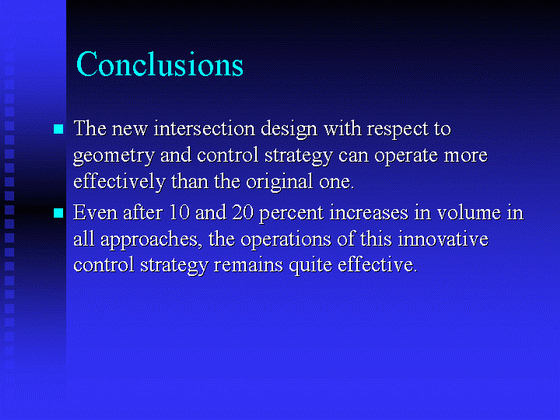 Conclusions
The new intersection design with respect to
geometry and control strategy can operate more
effectively than the original one.
Even after 10 and 20 percent increases in volume in
all approaches, the operations of this innovative
control strategy remains quite effective.